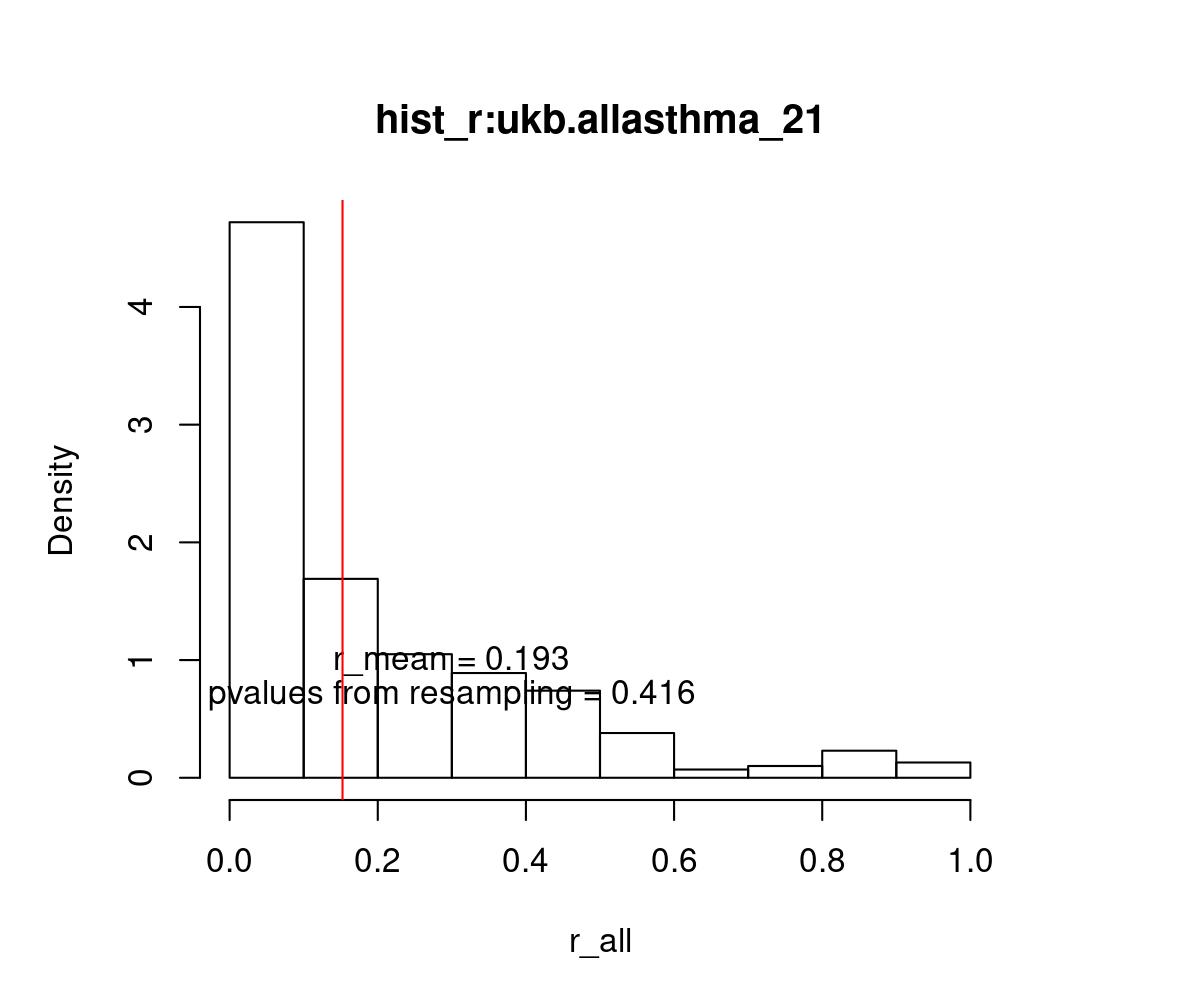 hist_r:ukb.allasthma_21
Density
4
3
2
1
0
r_mean = 0.193
pvalues from resampling = 0.416
0.0 0.2 0.4 0.6 0.8 1.0
r_all